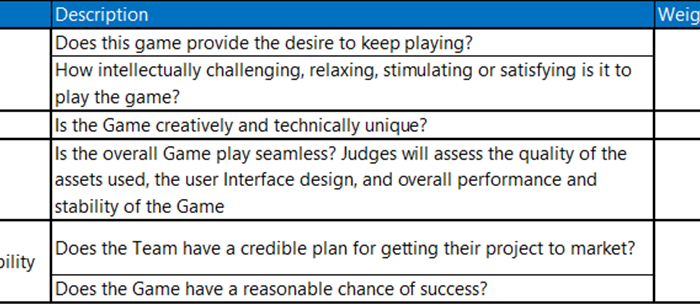 Description
Weig
Does this game provide the desire to keep playing?
How intellectually challenging, relaxing, stimulating or satisfying is it to
play the game?
Is the Game creatively and technically unique?
Is the overall Game play seamless? Judges will assess the quality of the
assets used, the user Interface design, and overall performance and
stability of the Game
bility
Does the Team have a credible plan for getting their project to market?
Does the Game have a reasonable chance of success?